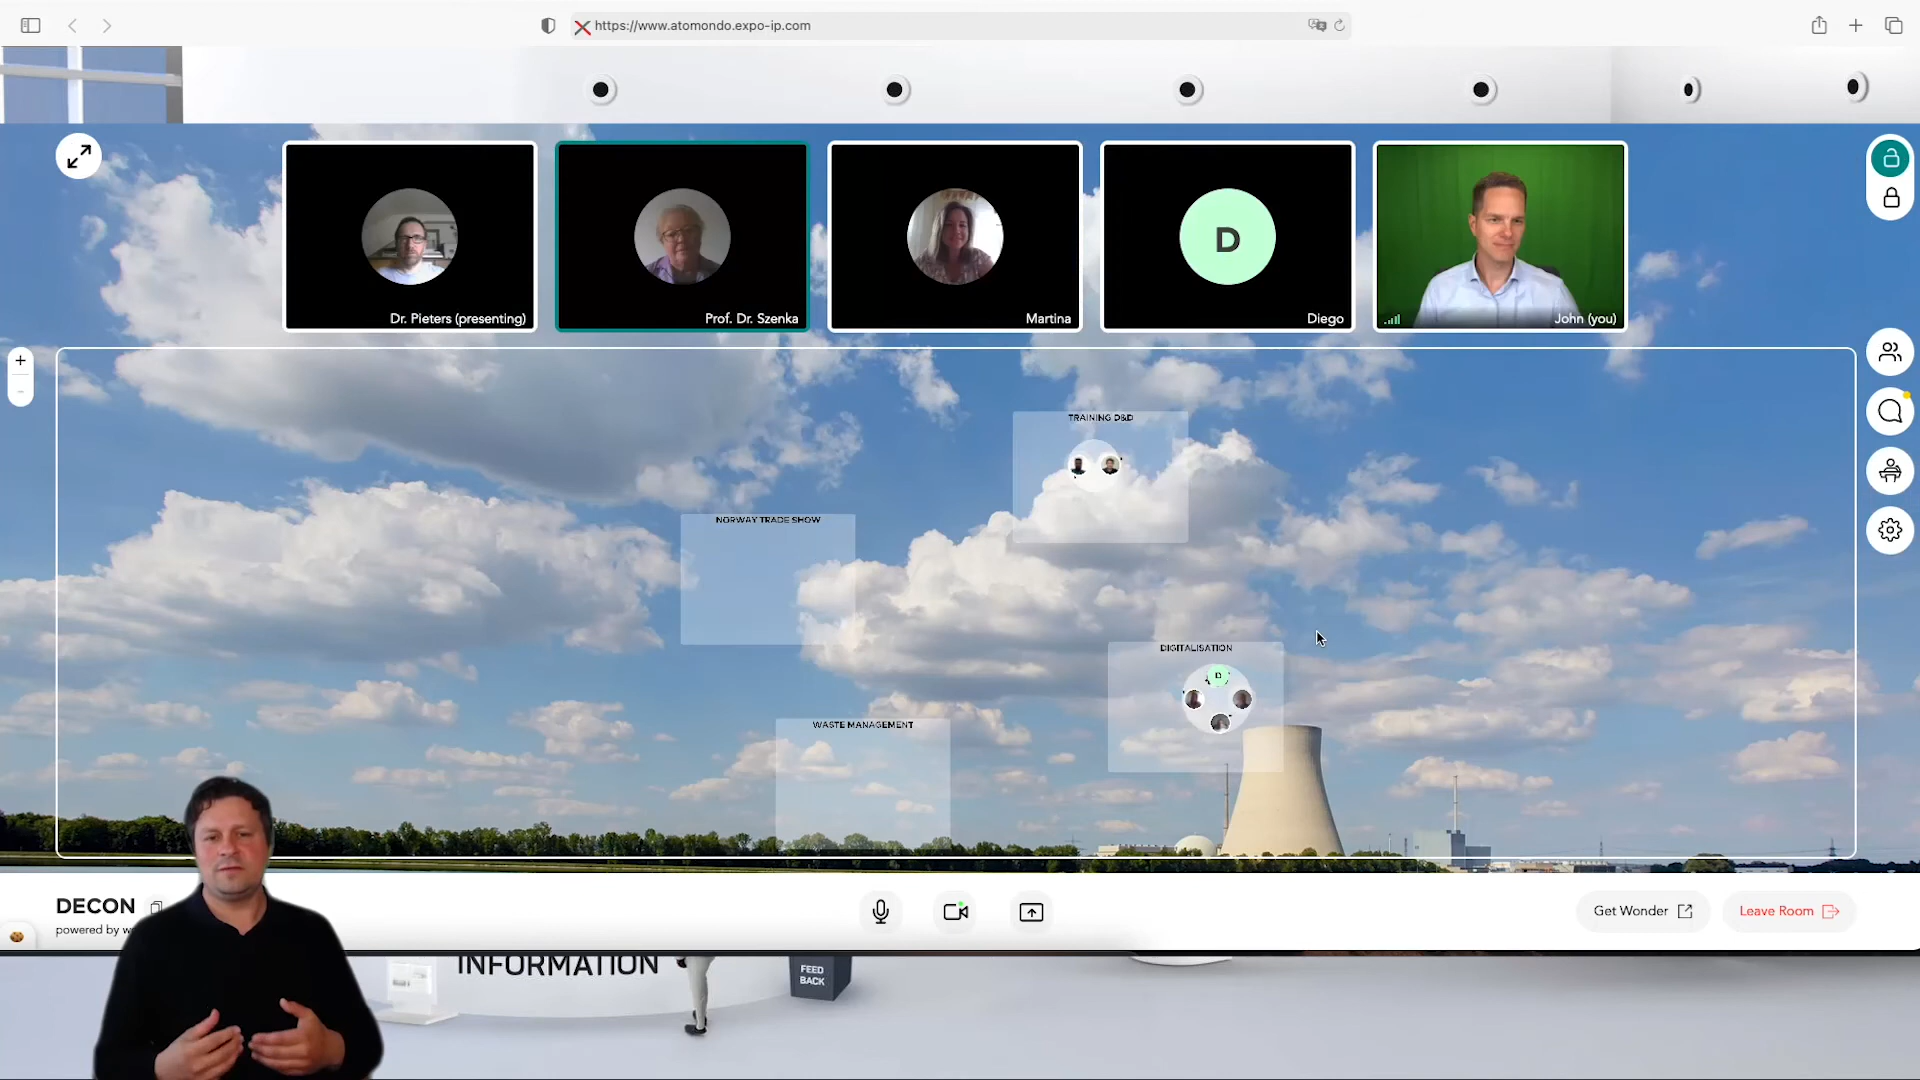 https://www.atomondo.expo-ip.com
Dr. Pieters (presenting)
Prof. Dr. Szenka
Martina
D
Diego
John (you)
+
-
TRAINING D&D
NORWAY TRADE SHOW
DIGITALISATION
D
WASTE MANAGEMENT
DECON
powered by
Get Wonder
Leave Room
INFORMATION
FEED
BACK